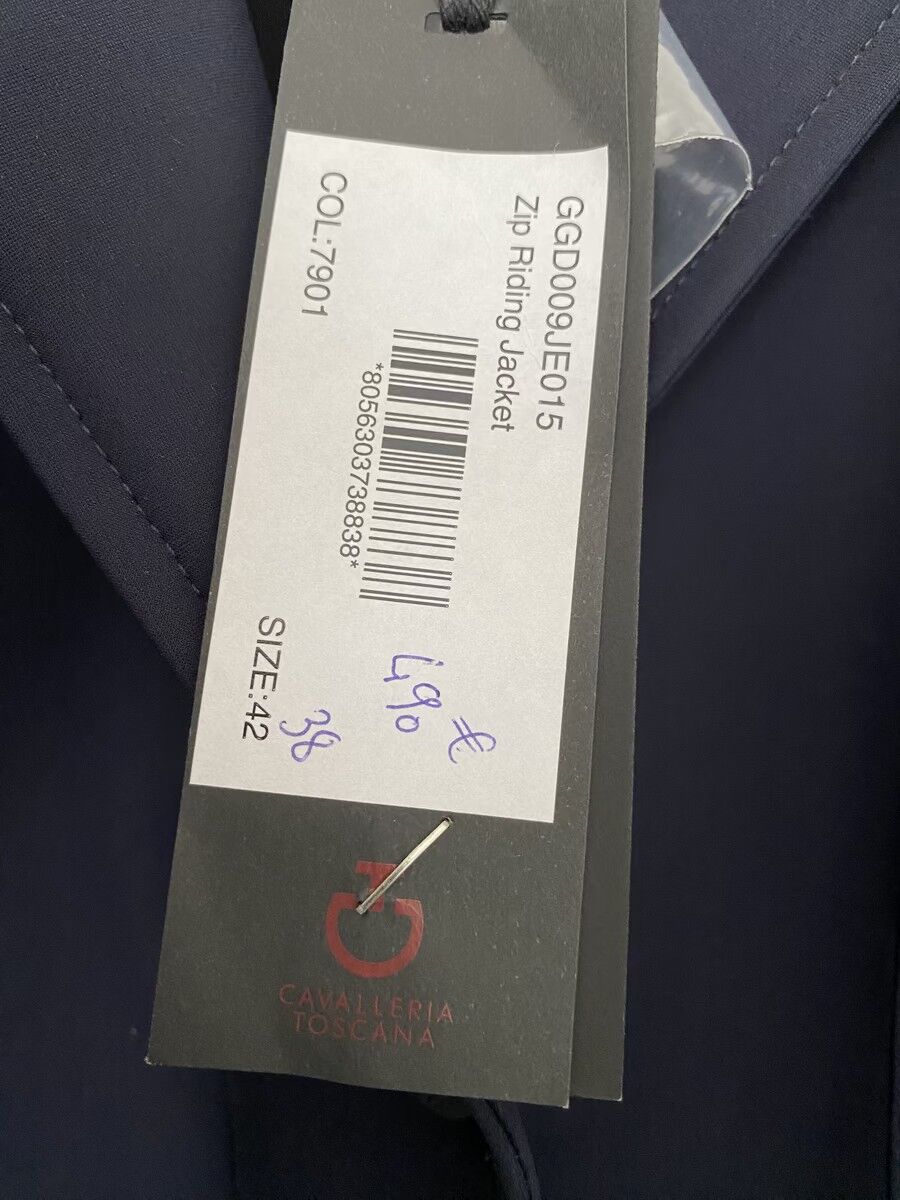 GGD009JE015
Zip Riding Jacket
*8056303738838*
COL:7901
SIZE:42
490 €
38
CAVALLERIA
TOSCANA